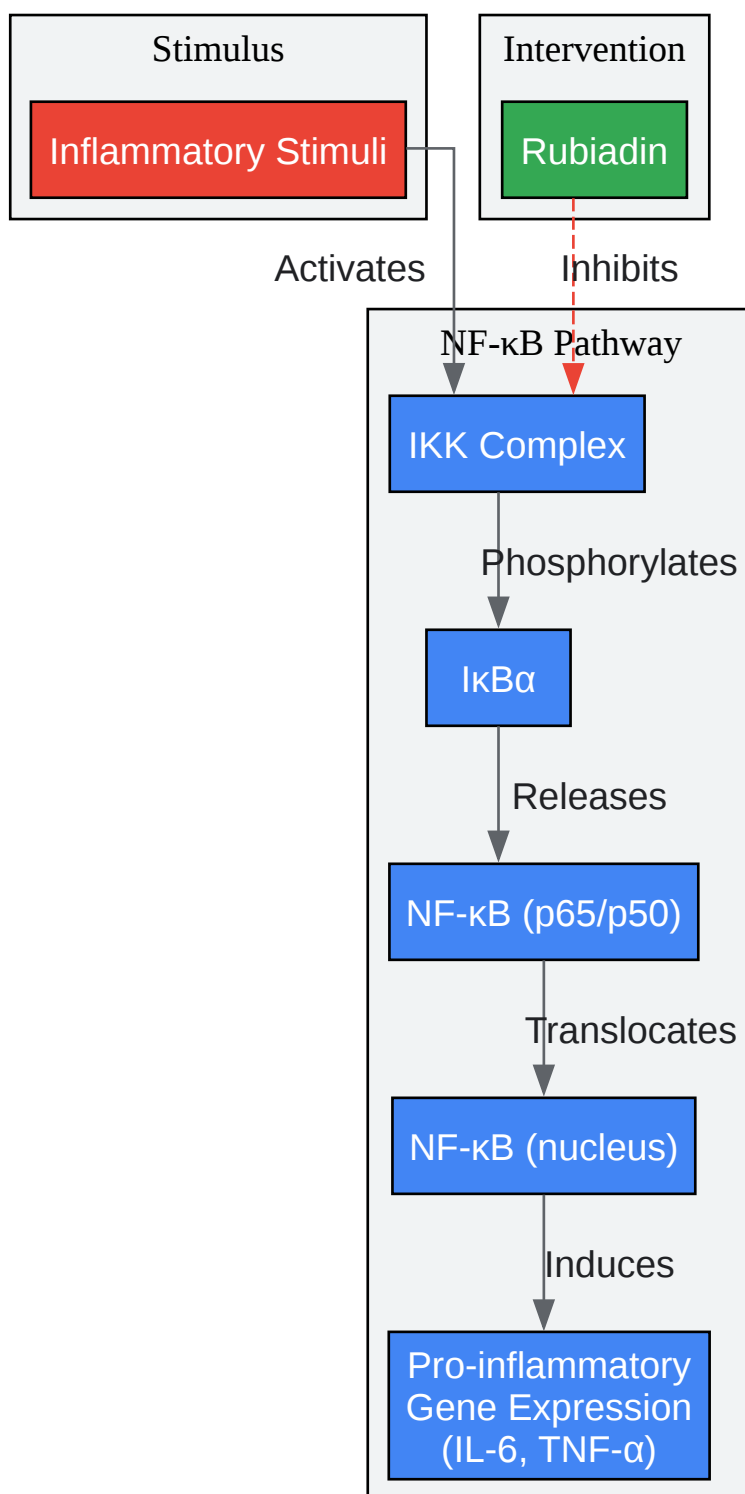 Stimulus
Intervention
Inflammatory Stimuli
Rubiadin
Activates
Inhibits
NF-κB Pathway
IKK Complex
Phosphorylates
IκBα
Releases
NF-κB (p65/p50)
Translocates
NF-κB (nucleus)
Induces
Pro-inflammatory
Gene Expression
(IL-6, TNF-α)